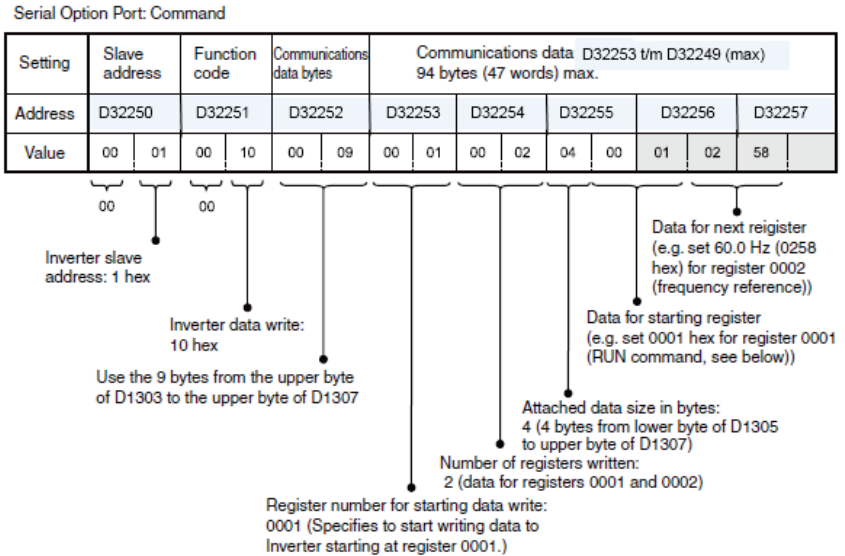 Serial Option Port: Command
Setting
Slave
address
Function
code
Communications
data bytes
Communications data D32253 t/m D32249 (max)
94 bytes (47 words) max.
Address D32250 D32251 D32252 D32253 D32254 D32255 D32256 D32257
Value 00 01 00 10 00 09 00 01 00 02 04 00 01 02 58
00 00
Inverter slave
address: 1 hex
Inverter data write:
10 hex
Use the 9 bytes from the upper byte
of D1303 to the upper byte of D1307
Data for next reigister
(e.g. set 60.0 Hz (0258
hex) for register 0002
(frequency reference))
Data for starting register
(e.g. set 0001 hex for register 0001
(RUN command, see below))
Attached data size in bytes:
4 (4 bytes from lower byte of D1305
to upper byte of D1307)
Number of registers written:
2 (data for registers 0001 and 0002)
Register number for starting data write:
0001 (Specifies to start writing data to
Inverter starting at register 0001.)